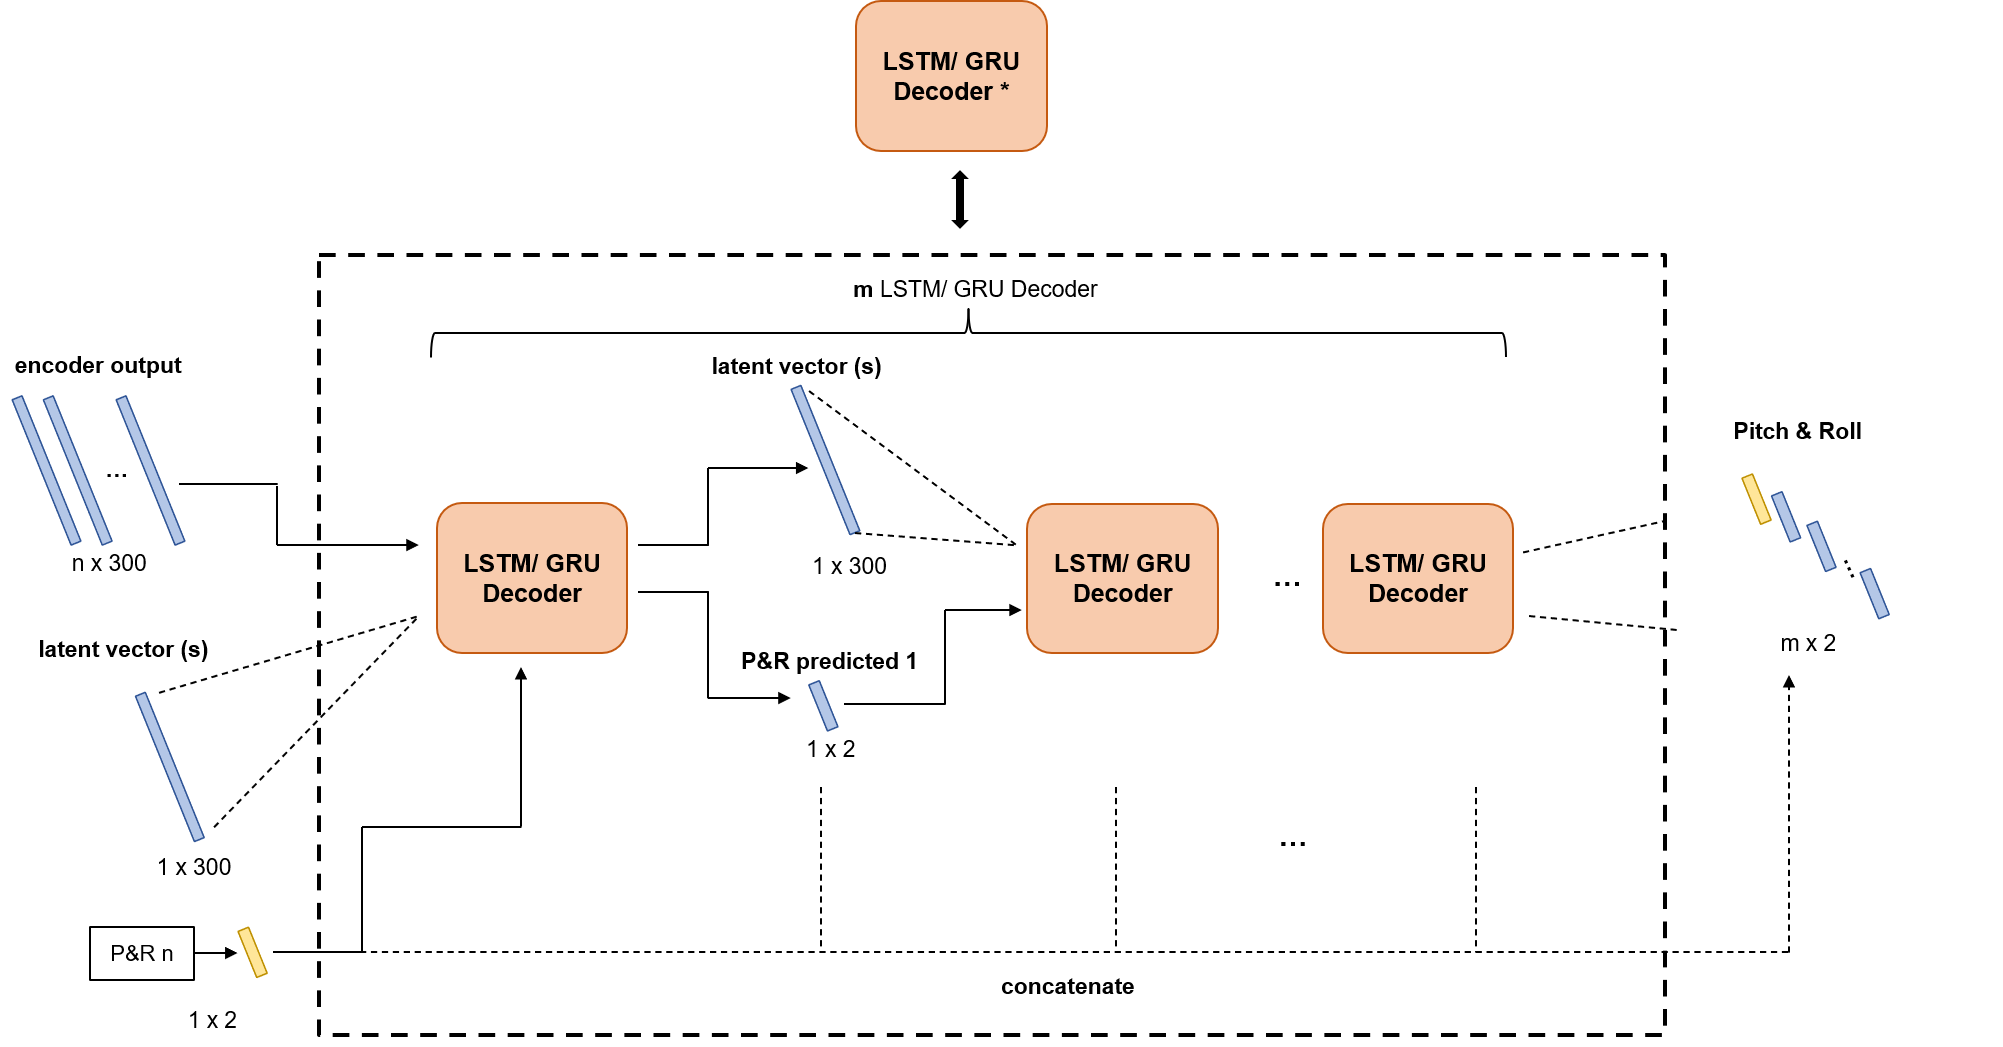 LSTM/ GRU
Decoder *
m LSTM/ GRU Decoder
encoder output
...
n x 300
latent vector (s)
1 x 300
P&R n
1 x 2
LSTM/ GRU
Decoder
latent vector (s)
1 x 300
P&R predicted 1
1 x 2
LSTM/ GRU
Decoder
...
LSTM/ GRU
Decoder
...
concatenate
Pitch & Roll
...
m x 2